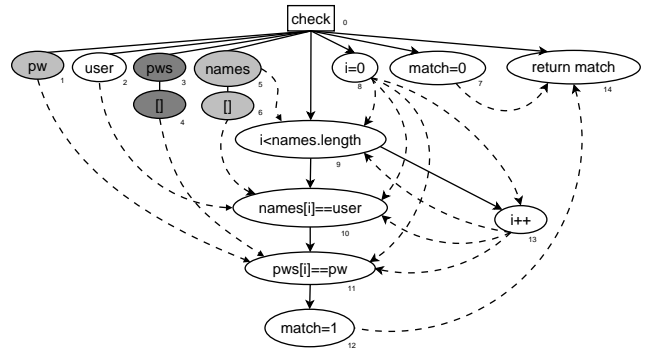 check 0
pw 1
user 2
pws 3
names 5
i=0 8
match=0 7
return match 14
[] 4
[] 6
i<names.length 9
names[i]==user 10
i++ 13
pws[i]==pw 11
match=1 12